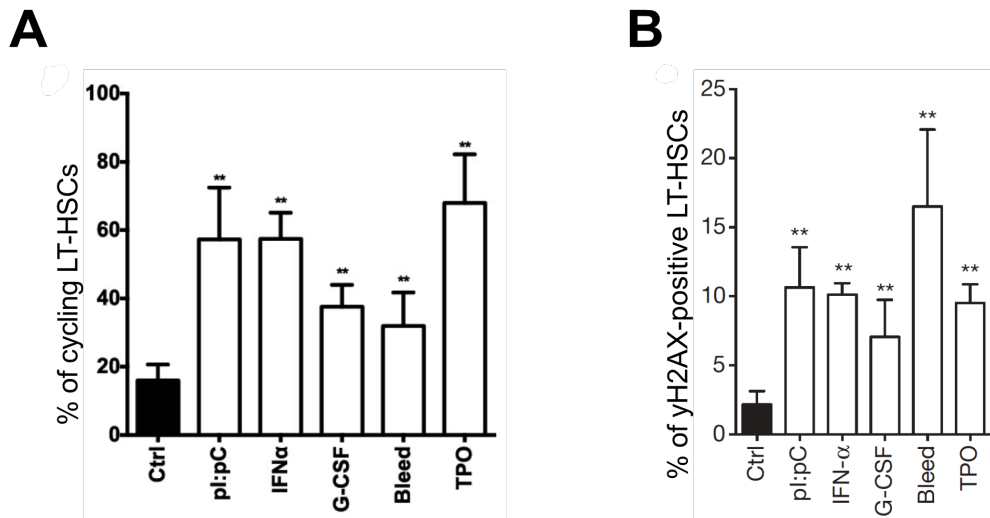 A
% of cycling LT-HSCs
100
80
60
40
20
0
**
**
**
**
**
Ctrl
pI:pC
IFNα
G-CSF
Bleed
TPO
B
% of yH2AX-positive LT-HSCs
25
20
15
10
5
0
**
**
**
**
**
Ctrl
pI:pC
IFN-α
G-CSF
Bleed
TPO